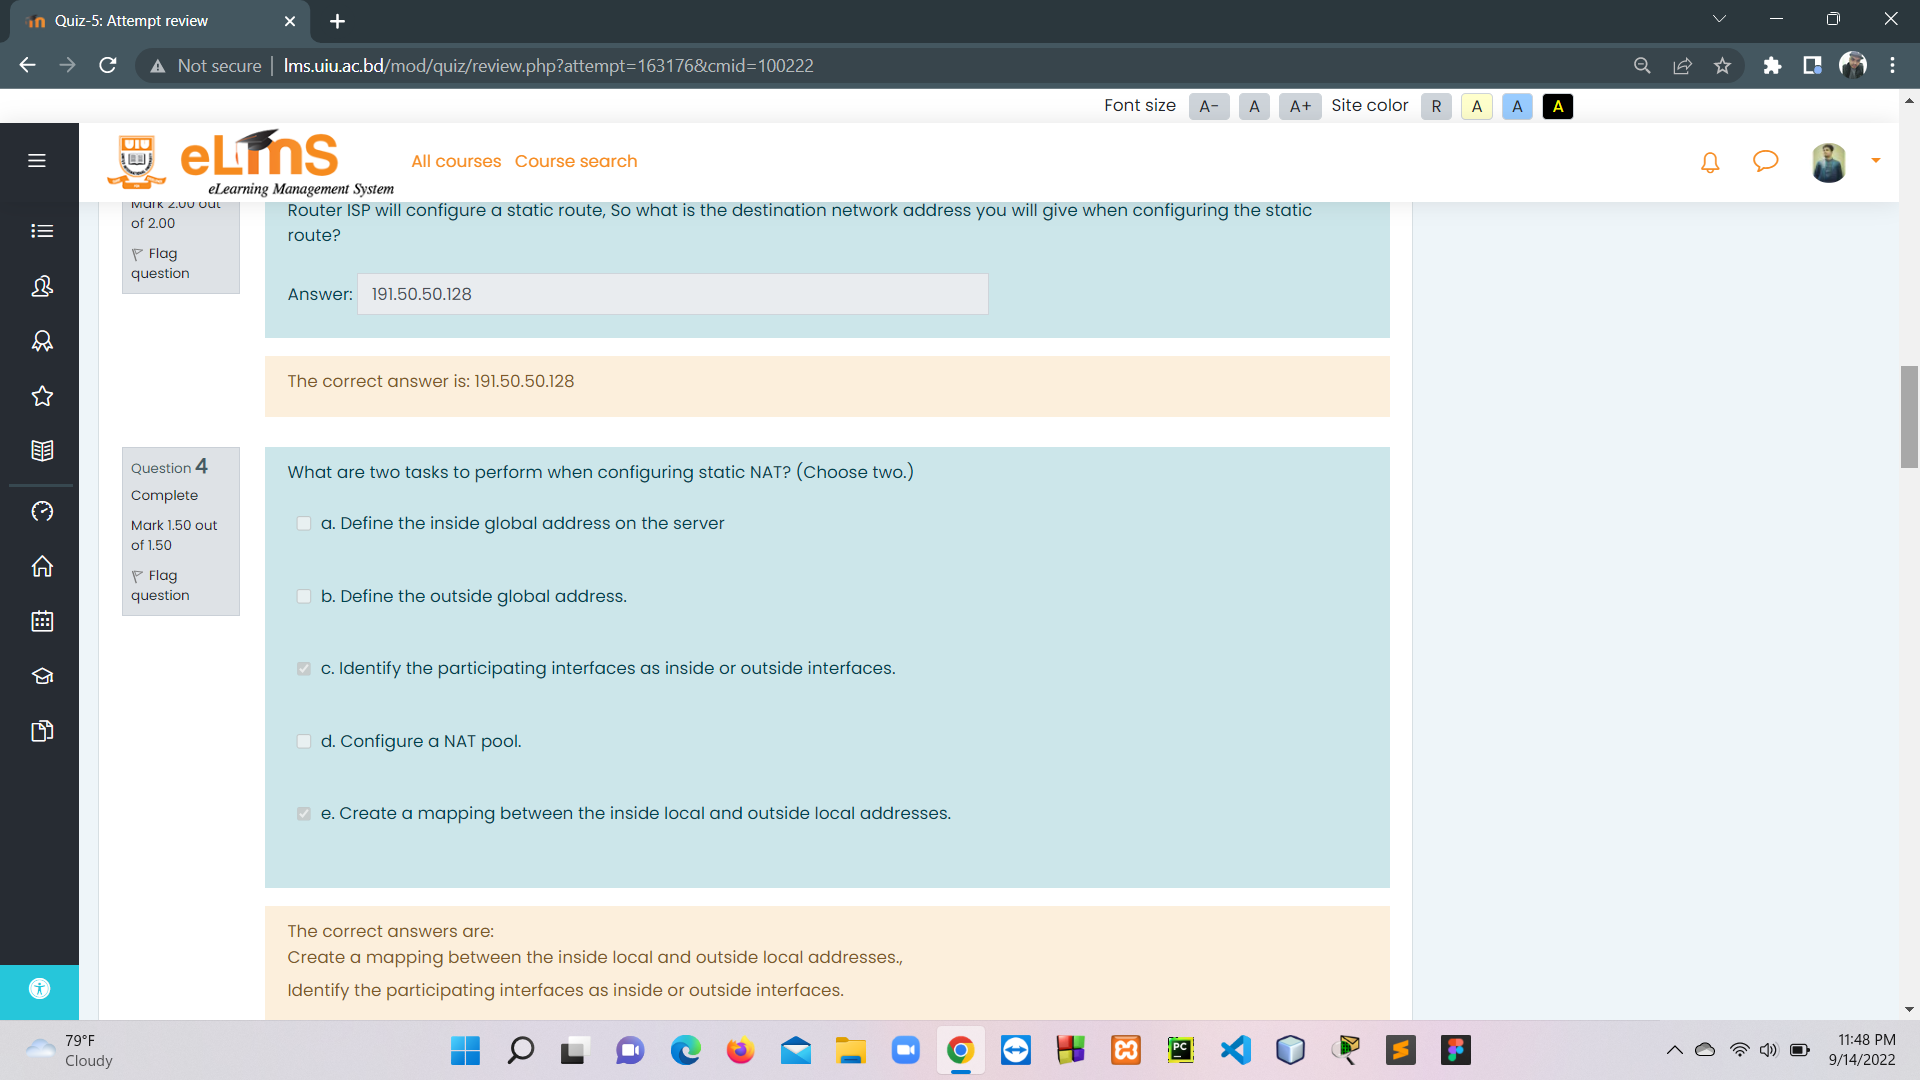 Quiz-5: Attempt review
Not secure
lms.uiu.ac.bd/mod/quiz/review.php?attempt=163176&cmid=100222
Font size A- A A+ Site color R A A A
UIU
eLmS
eLearning Management System
All courses Course search
Mark 2.00 out
of 2.00
Flag
question
Router ISP will configure a static route, So what is the destination network address you will give when configuring the static
route?
Answer: 191.50.50.128
The correct answer is: 191.50.50.128
Question 4
Complete
Mark 1.50 out
of 1.50
Flag
question
What are two tasks to perform when configuring static NAT? (Choose two.)
a. Define the inside global address on the server
b. Define the outside global address.
c. Identify the participating interfaces as inside or outside interfaces.
d. Configure a NAT pool.
e. Create a mapping between the inside local and outside local addresses.
The correct answers are:
Create a mapping between the inside local and outside local addresses.,
Identify the participating interfaces as inside or outside interfaces.
79°F
Cloudy
PC
11:48 PM
9/14/2022